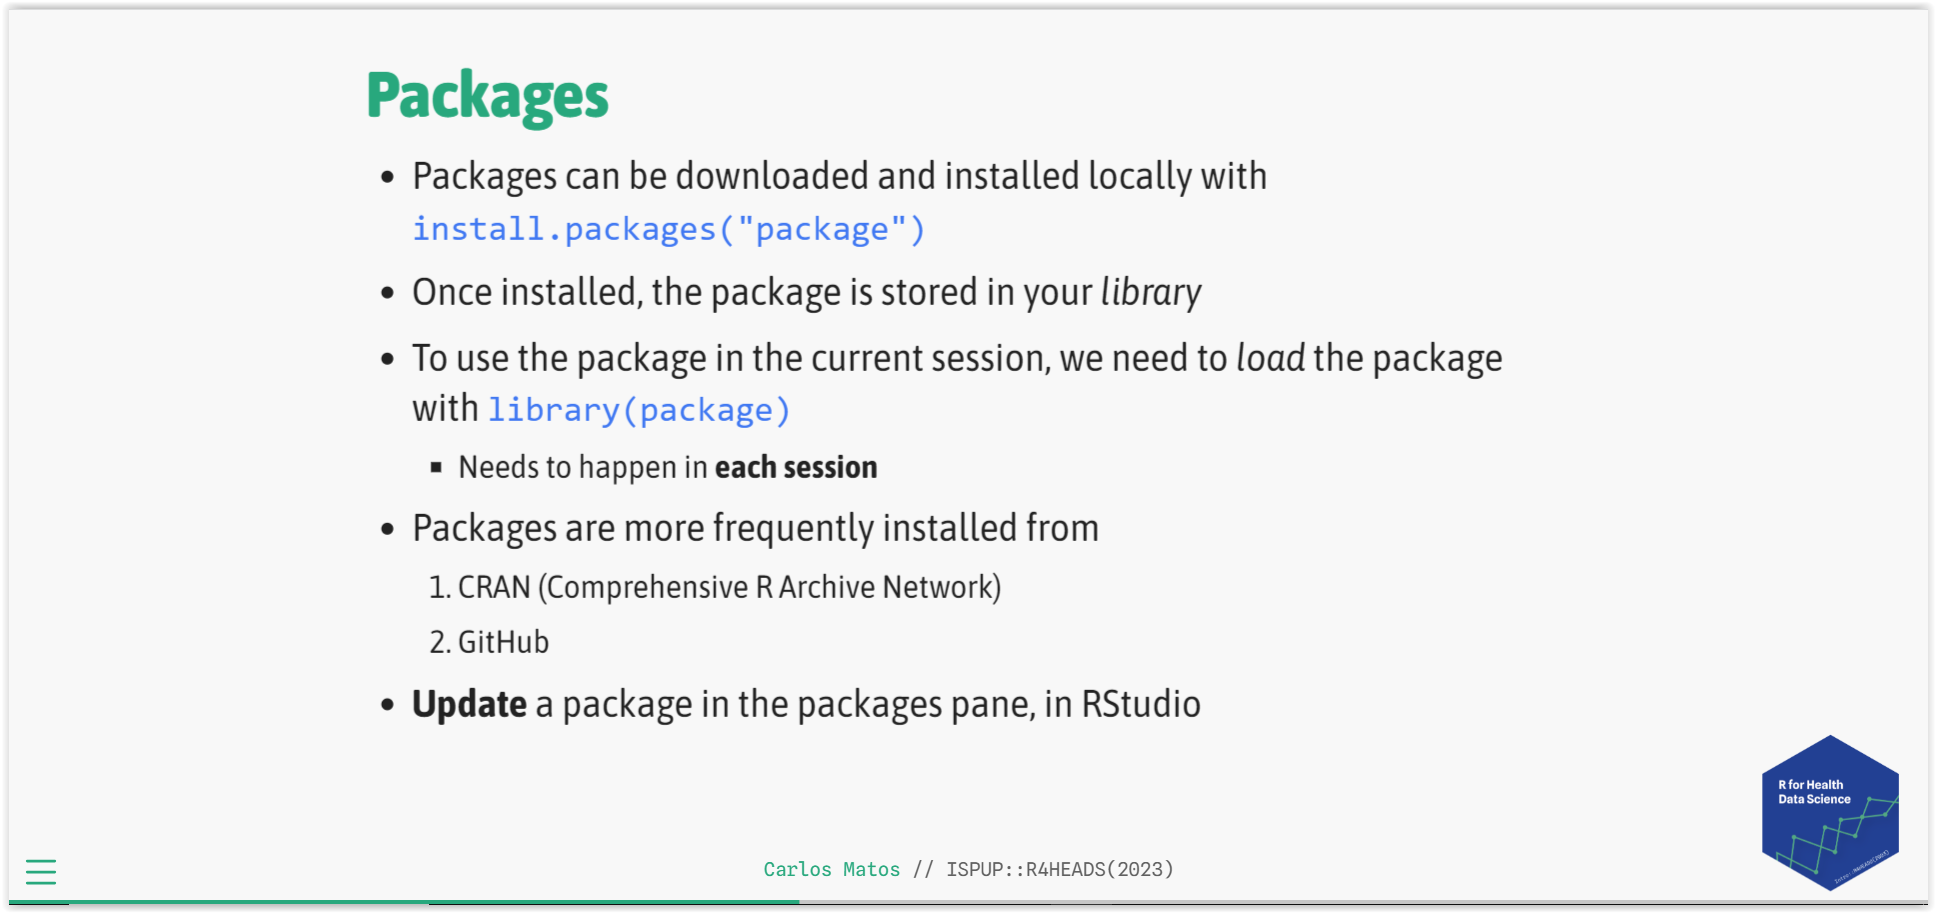 Packages
• Packages can be downloaded and installed locally with
install.packages("package")
• Once installed, the package is stored in your library
• To use the package in the current session, we need to load the package
with library(package)
▪ Needs to happen in each session
• Packages are more frequently installed from
1. CRAN (Comprehensive R Archive Network)
2. GitHub
• Update a package in the packages pane, in RStudio
R for Health
Data Science
Carlos Matos // ISPUP::R4HEADS(2023)